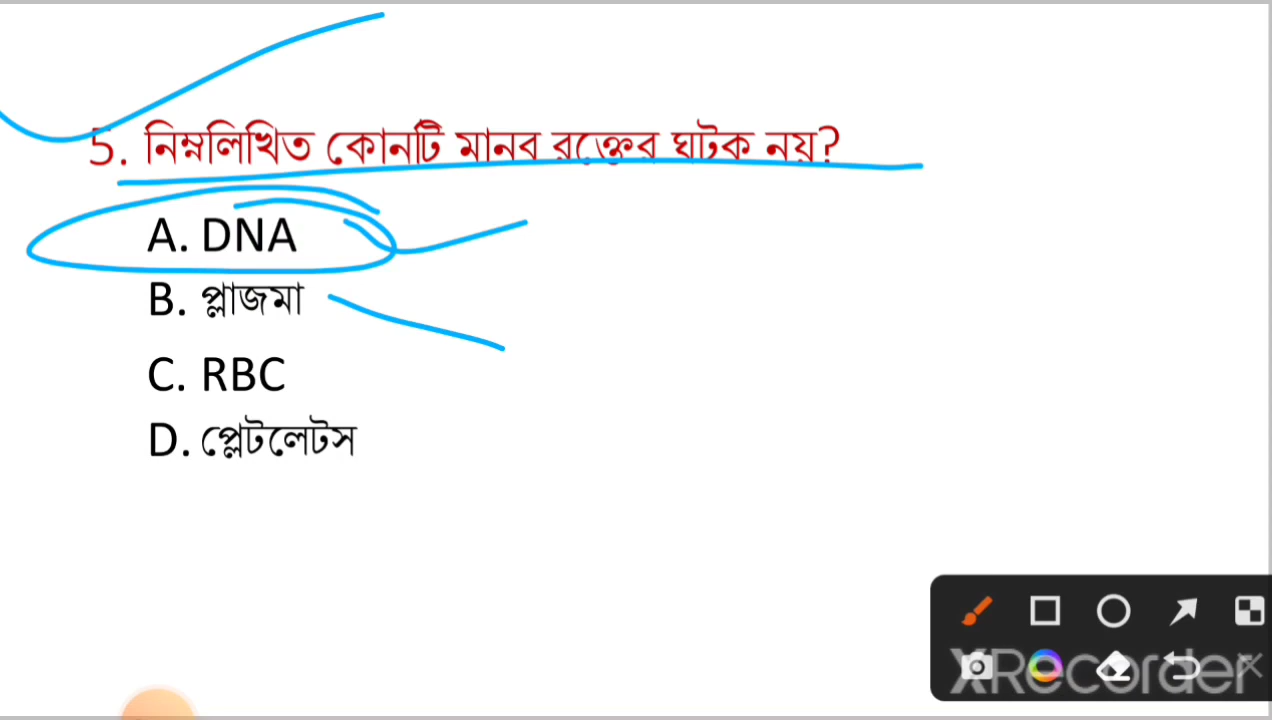 5. নিম্নলিখিত কোনটি মানব রক্তের ঘটক নয়?
A. DNA
B. প্লাজমা
C. RBC
D. প্লেটলেটস
XRecorder